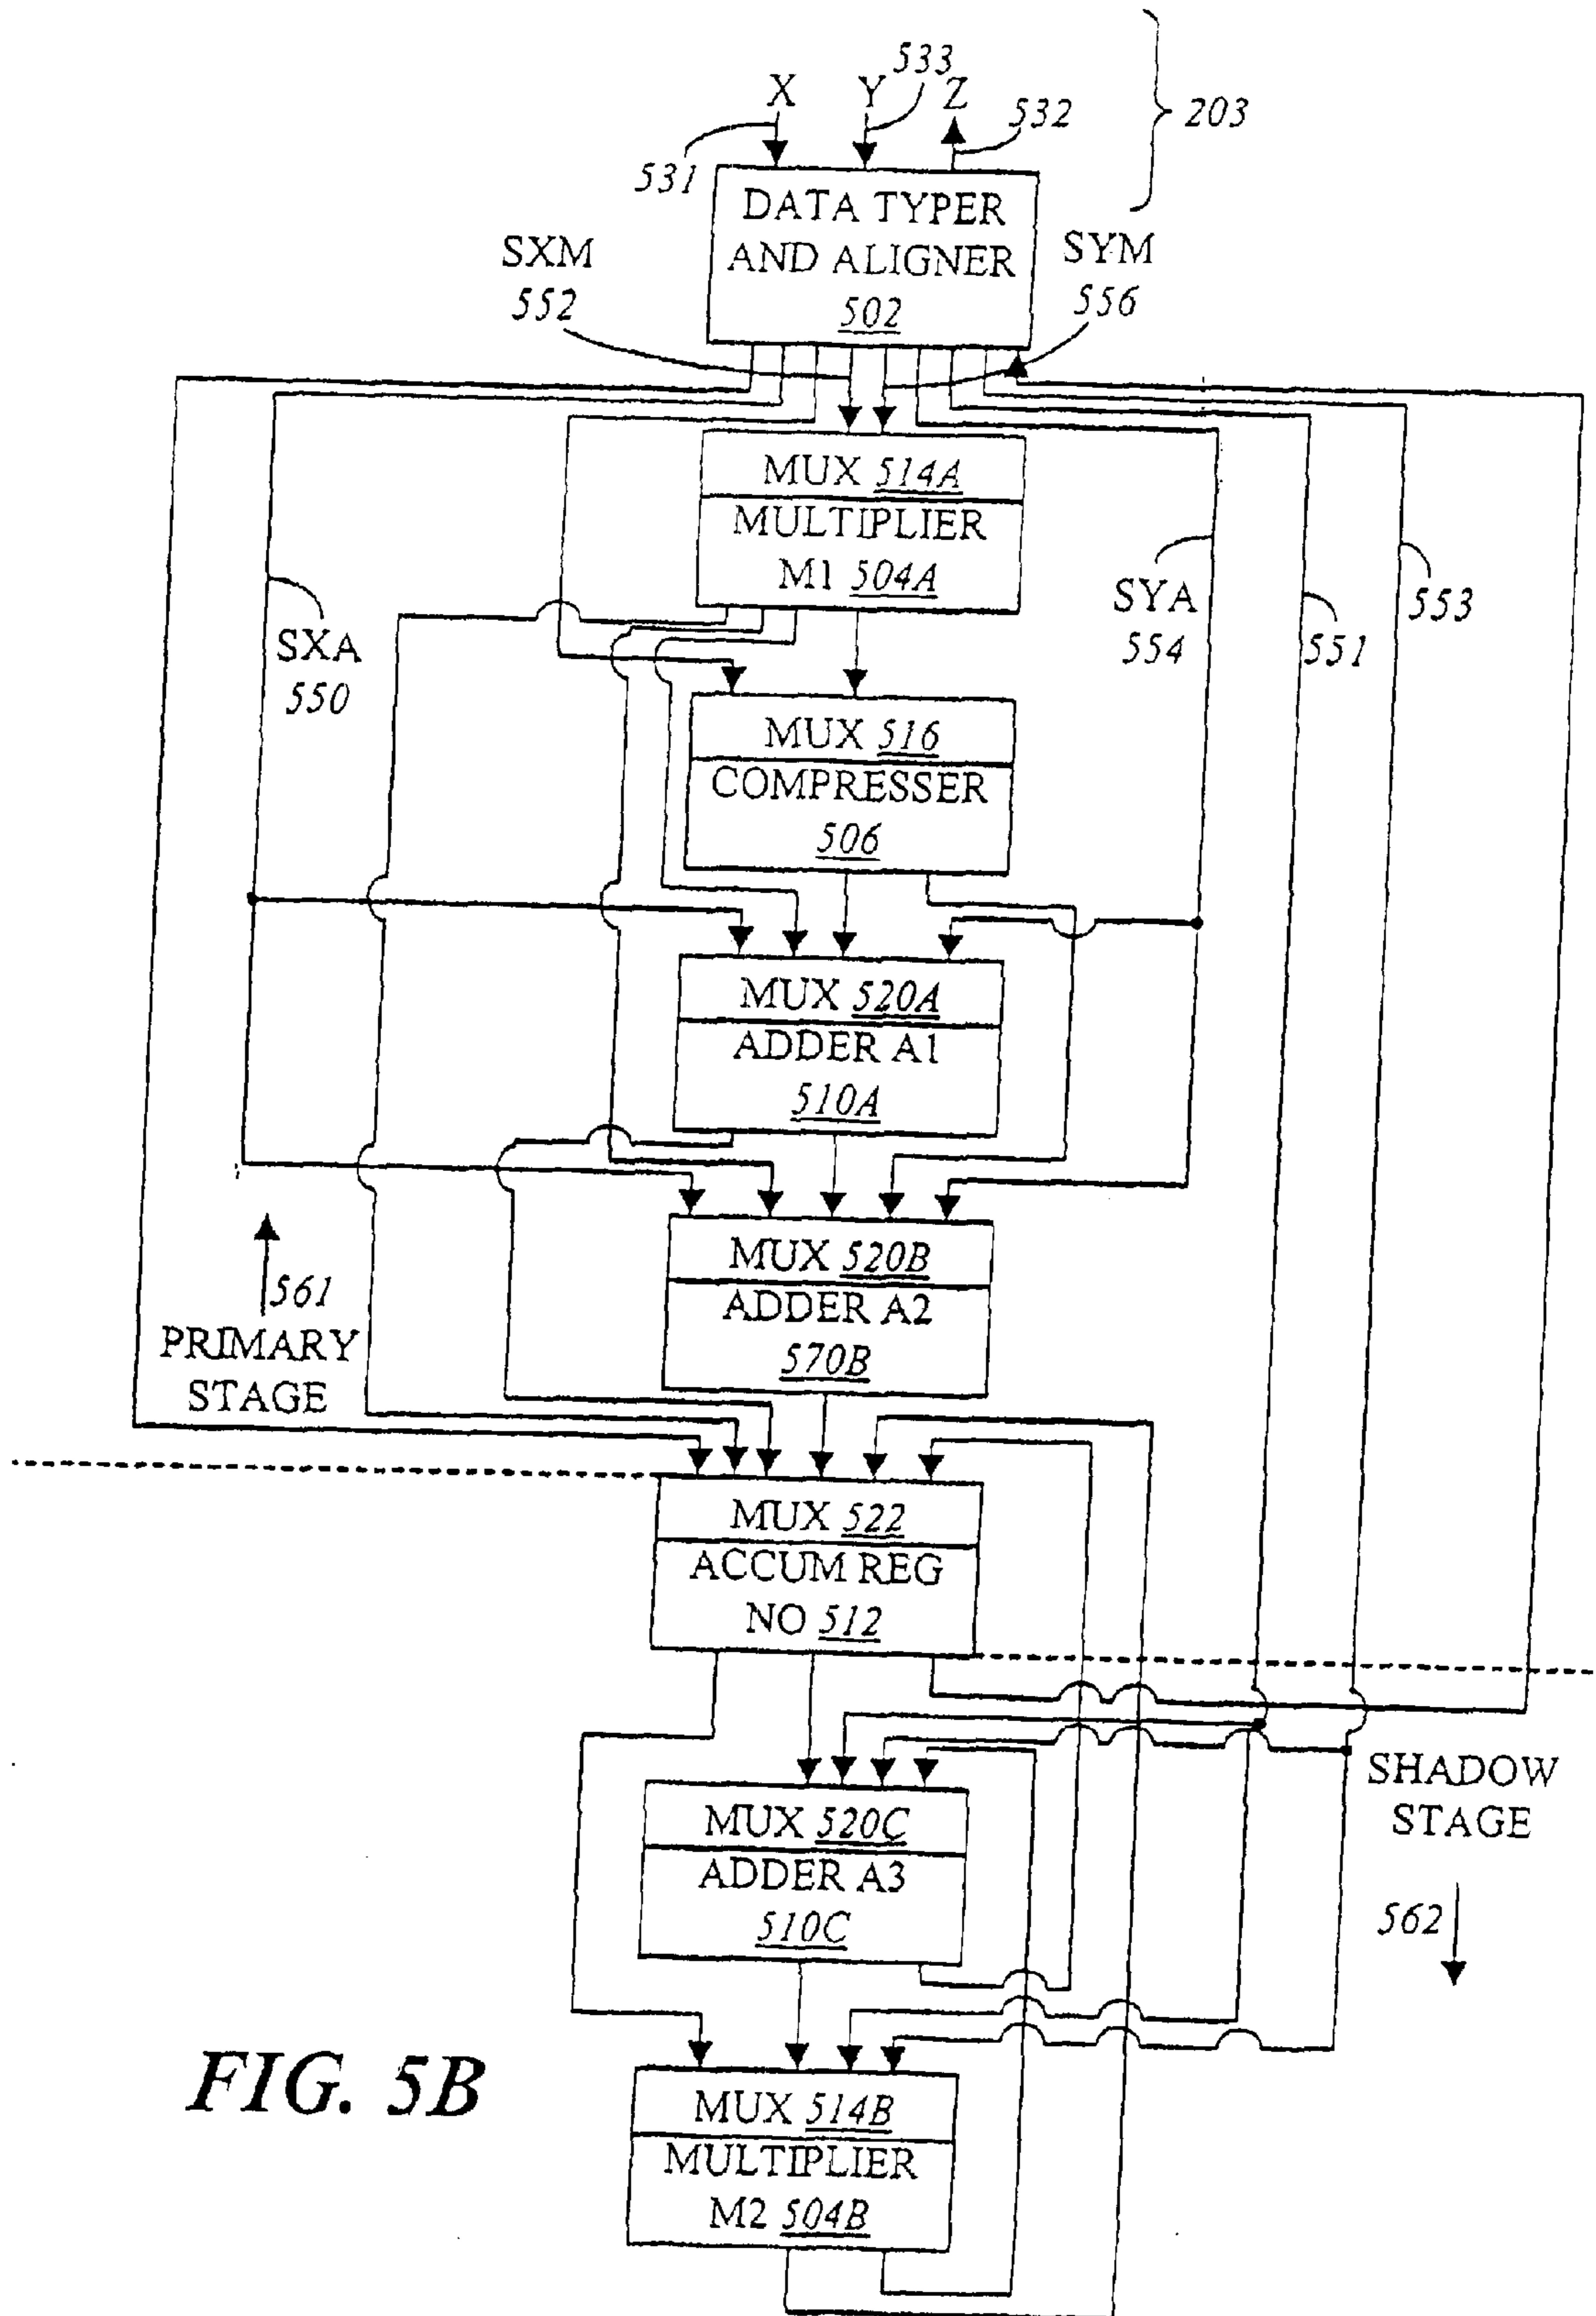 533
X Y Z
532
203
531
DATA TYPER
AND ALIGNER
502
SXM
552
SYM
556
MUX 514A
MULTIPLIER
M1 504A
SXA
550
SYA
554
551
553
MUX 516
COMPRESSER
506
MUX 520A
ADDER A1
510A
561
PRIMARY
STAGE
MUX 520B
ADDER A2
570B
MUX 522
ACCUM REG
NO 512
SHADOW
STAGE
562
MUX 520C
ADDER A3
510C
FIG. 5B
MUX 514B
MULTIPLIER
M2 504B